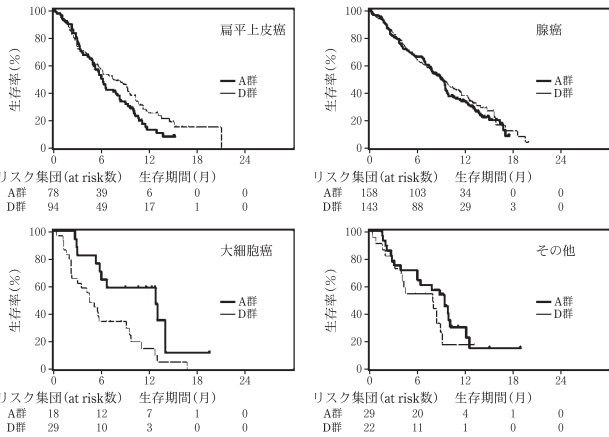 扁平上皮癌
生存率(%)
100
80
60
40
20
0
A群
D群
0 6 12 18 24
リスク集団(at risk数) 生存期間(月)
A群 78 39 6 0 0
D群 94 49 17 1 0
腺癌
生存率(%)
100
80
60
40
20
0
A群
D群
0 6 12 18 24
リスク集団(at risk数) 生存期間(月)
A群 158 103 34 0 0
D群 143 88 29 3 0
大細胞癌
生存率(%)
100
80
60
40
20
0
A群
D群
0 6 12 18 24
リスク集団(at risk数) 生存期間(月)
A群 18 12 7 1 0
D群 29 10 3 0 0
その他
生存率(%)
100
80
60
40
20
0
A群
D群
0 6 12 18 24
リスク集団(at risk数) 生存期間(月)
A群 29 20 4 1 0
D群 22 11 1 0 0